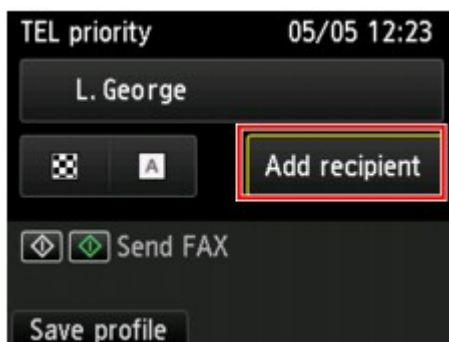 TEL priority 05/05 12:23
L. George
A Add recipient
Send FAX
Save profile